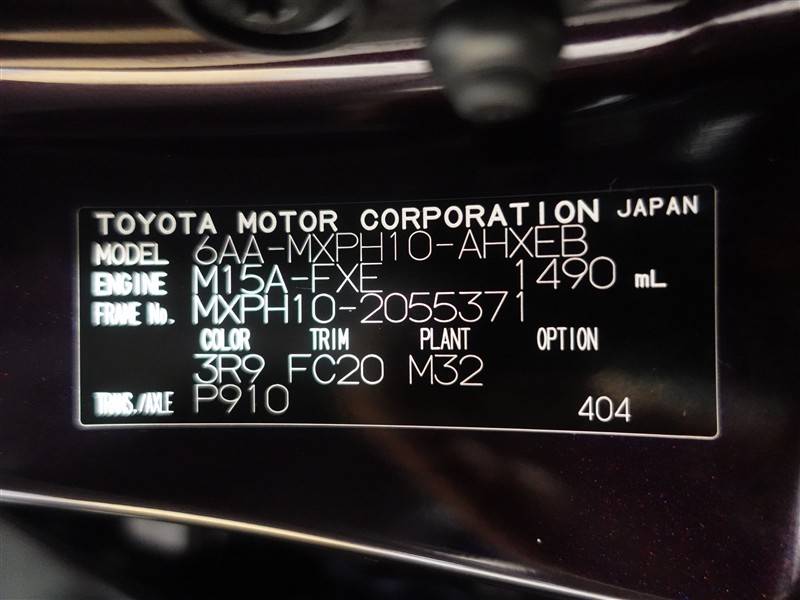 TOYOTA MOTOR CORPORATION JAPAN
MODEL 6AA-MXPH10-AHXEB
ENGINE M15A-FXE 1490 mL
FRAME No. MXPH10-2055371
COLOR TRIM PLANT OPTION
3R9 FC20 M32
TRANS./AXLE P910 404